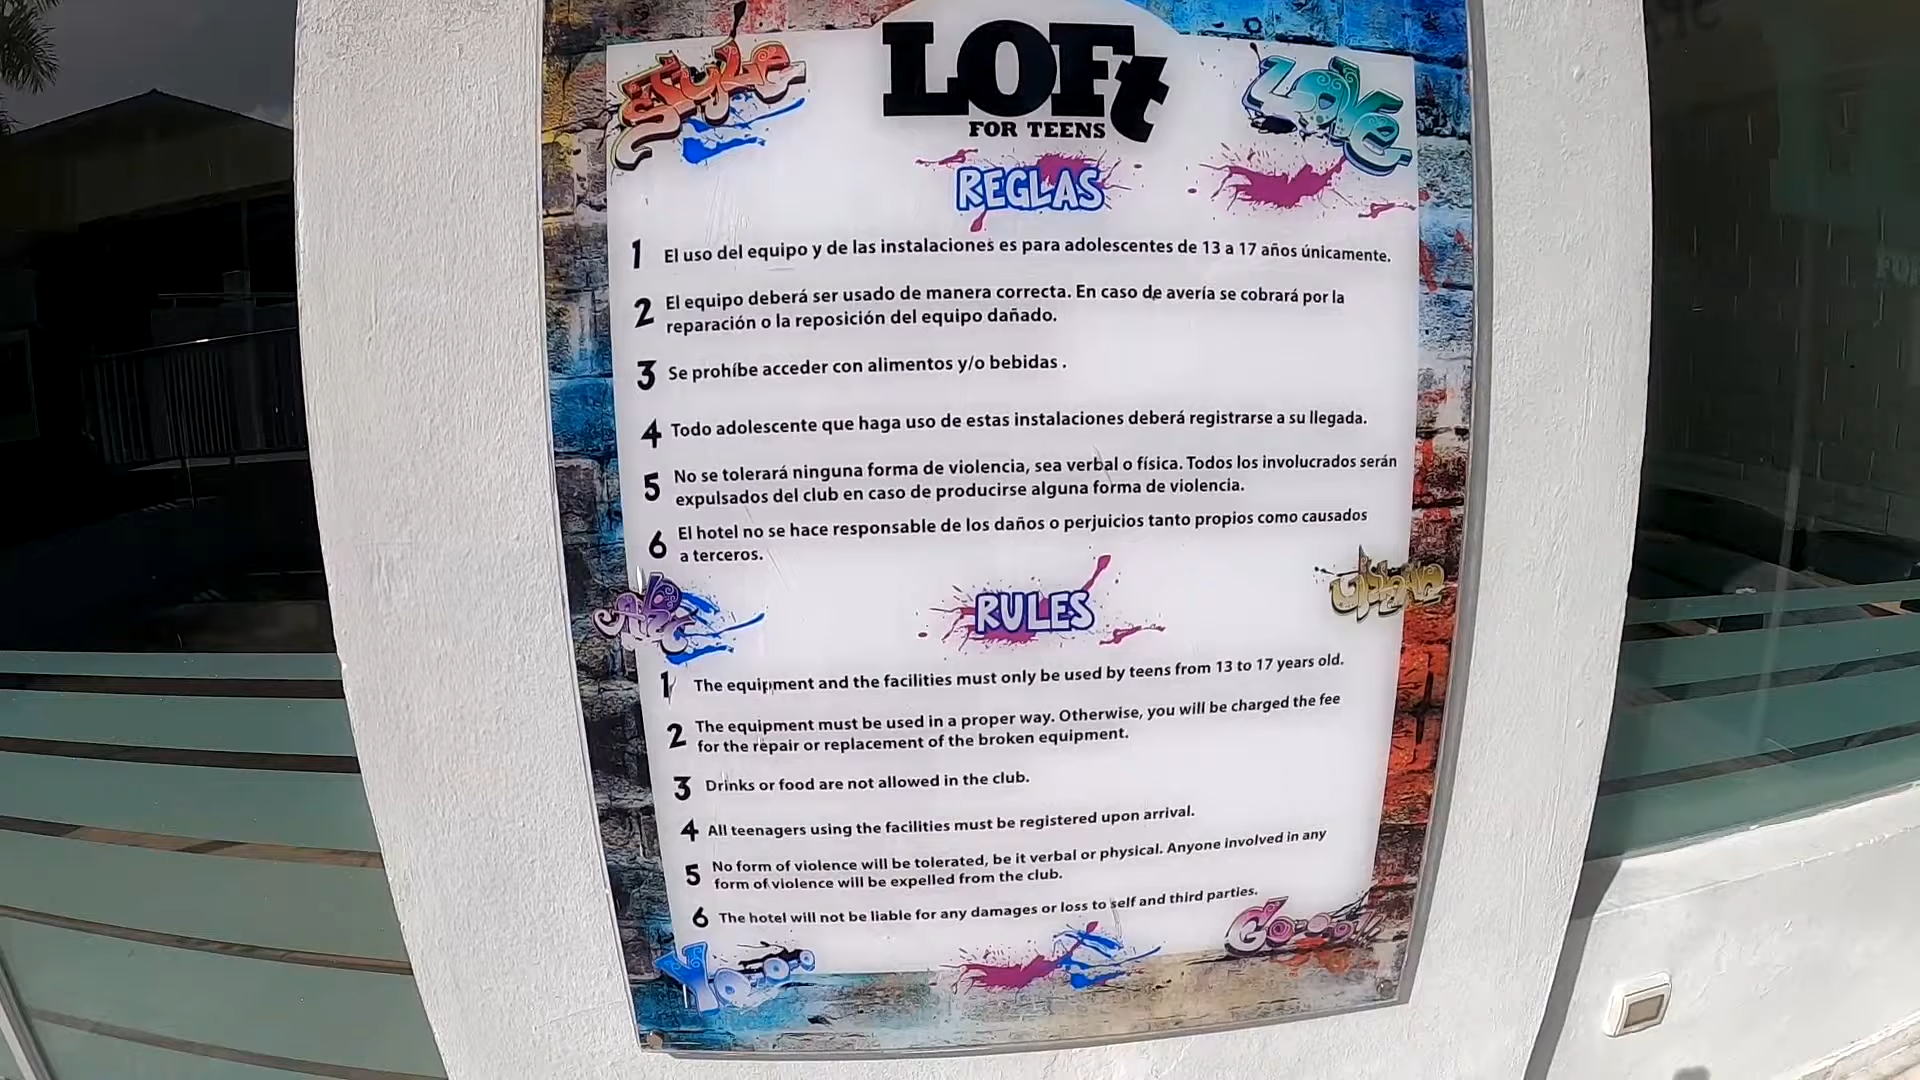 Style
LOFt
Love
FOR TEENS
REGLAS
1 El uso del equipo y de las instalaciones es para adolescentes de 13 a 17 años únicamente.
2 El equipo deberá ser usado de manera correcta. En caso de avería se cobrará por la
reparación o la reposición del equipo dañado.
3 Se prohíbe acceder con alimentos y/o bebidas .
4 Todo adolescente que haga uso de estas instalaciones deberá registrarse a su llegada.
5 No se tolerará ninguna forma de violencia, sea verbal o física. Todos los involucrados serán
expulsados del club en caso de producirse alguna forma de violencia.
6 El hotel no se hace responsable de los daños o perjuicios tanto propios como causados
a terceros.
RULES
1 The equipment and the facilities must only be used by teens from 13 to 17 years old.
2 The equipment must be used in a proper way. Otherwise, you will be charged the fee
for the repair or replacement of the broken equipment.
3 Drinks or food are not allowed in the club.
4 All teenagers using the facilities must be registered upon arrival.
5 No form of violence will be tolerated, be it verbal or physical. Anyone involved in any
form of violence will be expelled from the club.
6 The hotel will not be liable for any damages or loss to self and third parties.